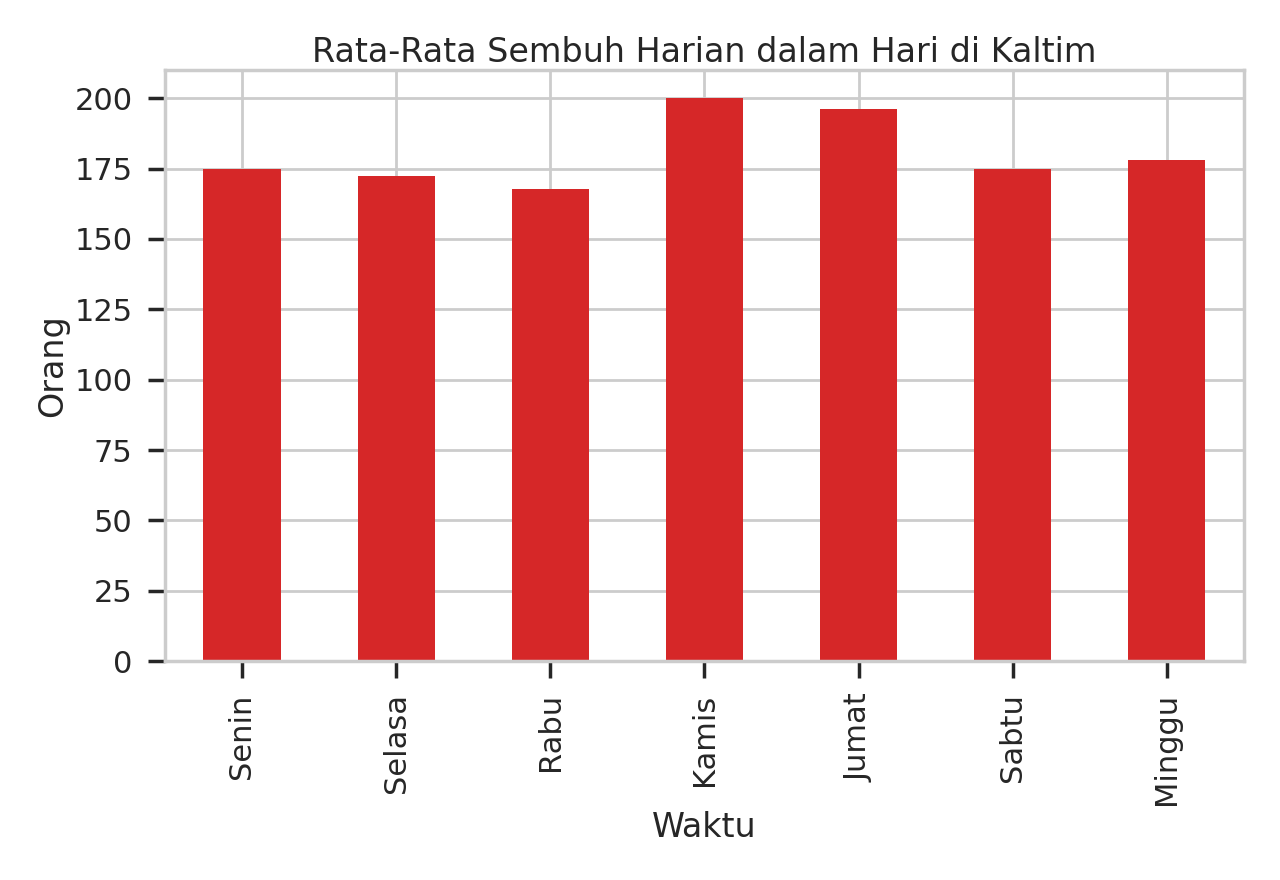 Rata-Rata Sembuh Harian dalam Hari di Kaltim
Orang
200
175
150
125
100
75
50
25
0
Senin
Selasa
Rabu
Kamis
Jumat
Sabtu
Minggu
Waktu